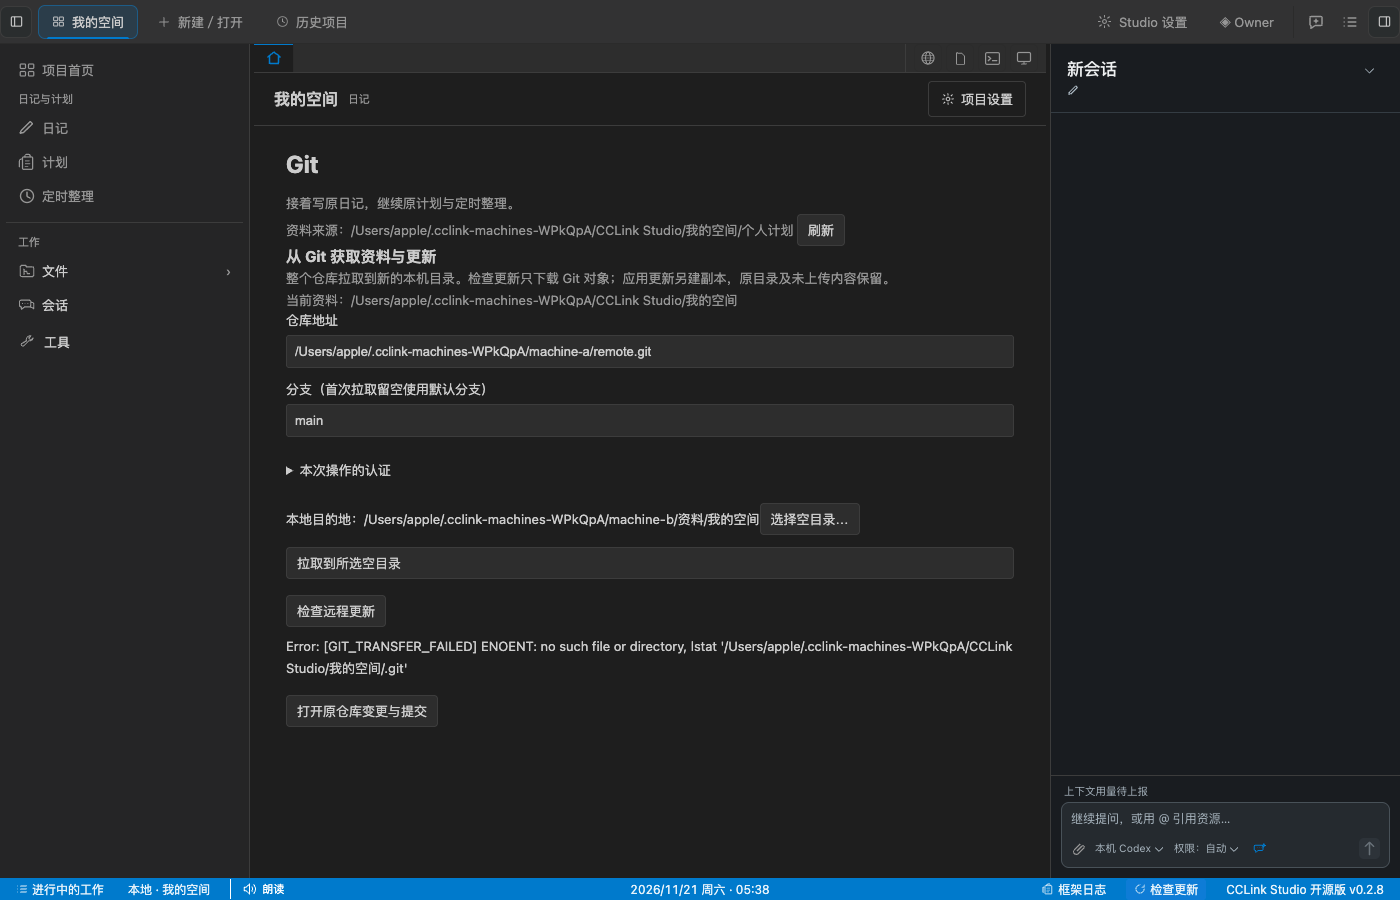 我的空间
新建 / 打开
历史项目
Studio 设置
Owner
项目首页
日记与计划
日记
计划
定时整理
工作
文件
会话
工具
我的空间 日记
项目设置
Git
接着写原日记，继续原计划与定时整理。
资料来源：/Users/apple/.cclink-machines-WPkQpA/CCLink Studio/我的空间/个人计划 刷新
从 Git 获取资料与更新
整个仓库拉取到新的本机目录。检查更新只下载 Git 对象；应用更新另建副本，原目录及未上传内容保留。
当前资料：/Users/apple/.cclink-machines-WPkQpA/CCLink Studio/我的空间
仓库地址
/Users/apple/.cclink-machines-WPkQpA/machine-a/remote.git
分支（首次拉取留空使用默认分支）
main
本次操作的认证
本地目的地：/Users/apple/.cclink-machines-WPkQpA/machine-b/资料/我的空间 选择空目录...
拉取到所选空目录
检查远程更新
Error: [GIT_TRANSFER_FAILED] ENOENT: no such file or directory, lstat '/Users/apple/.cclink-machines-WPkQpA/CCLink
Studio/我的空间/.git'
打开原仓库变更与提交
新会话
上下文用量待上报
继续提问，或用 @ 引用资源...
本机 Codex 权限：自动
进行中的工作 本地 · 我的空间 朗读 2026/11/21 周六 · 05:38 框架日志 检查更新 CCLink Studio 开源版 v0.2.8